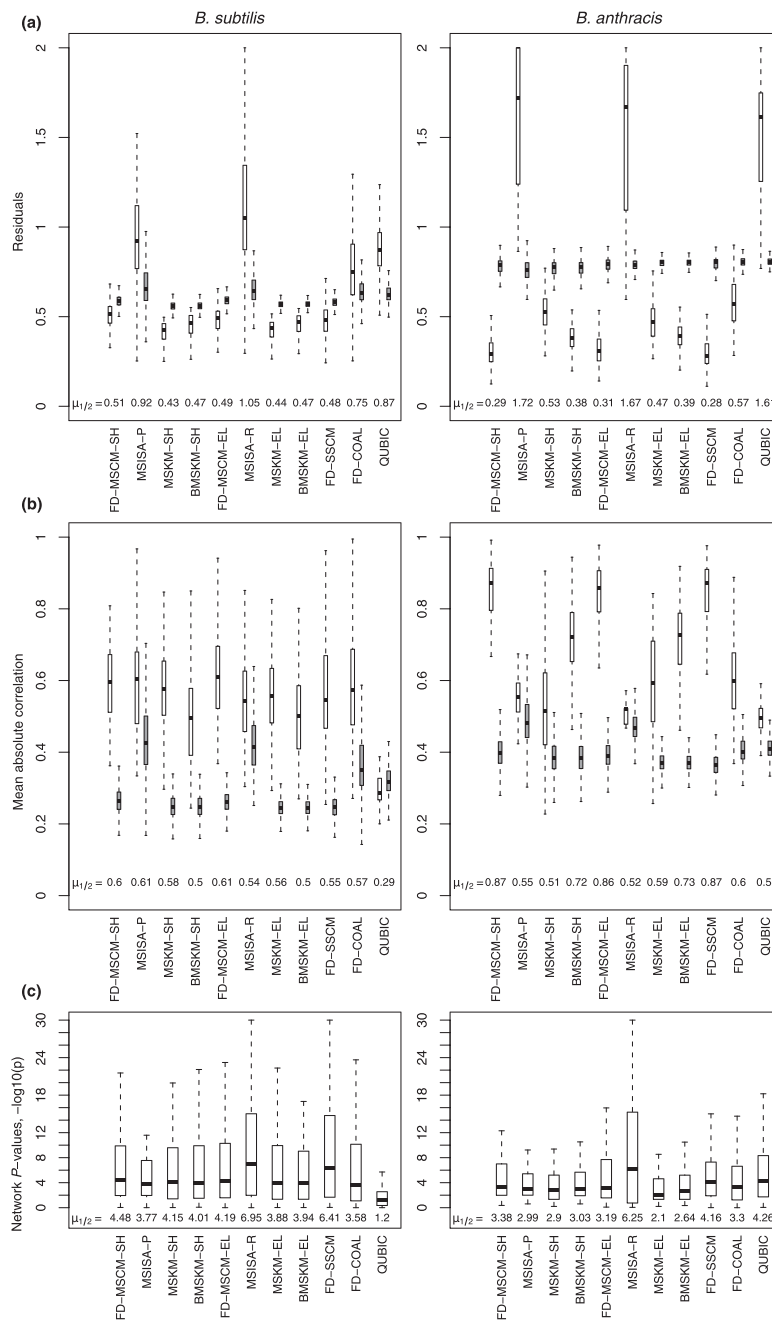 (a)
B. subtilis
B. anthracis
Residuals
2
1.5
1
0.5
0
μ1/2 = 0.51 0.92 0.43 0.47 0.49 1.05 0.44 0.47 0.48 0.75 0.87
FD−MSCM−SH
MSISA−P
MSKM−SH
BMSKM−SH
FD−MSCM−EL
MSISA−R
MSKM−EL
BMSKM−EL
FD−SSCM
FD−COAL
QUBIC
2
1.5
1
0.5
0
μ1/2 = 0.29 1.72 0.53 0.38 0.31 1.67 0.47 0.39 0.28 0.57 1.61
FD−MSCM−SH
MSISA−P
MSKM−SH
BMSKM−SH
FD−MSCM−EL
MSISA−R
MSKM−EL
BMSKM−EL
FD−SSCM
FD−COAL
QUBIC
(b)
Mean absolute correlation
1
0.8
0.6
0.4
0.2
0
μ1/2 = 0.6 0.61 0.58 0.5 0.61 0.54 0.56 0.5 0.55 0.57 0.29
FD−MSCM−SH
MSISA−P
MSKM−SH
BMSKM−SH
FD−MSCM−EL
MSISA−R
MSKM−EL
BMSKM−EL
FD−SSCM
FD−COAL
QUBIC
1
0.8
0.6
0.4
0.2
0
μ1/2 =0.87 0.55 0.51 0.72 0.86 0.52 0.59 0.73 0.87 0.6 0.5
FD−MSCM−SH
MSISA−P
MSKM−SH
BMSKM−SH
FD−MSCM−EL
MSISA−R
MSKM−EL
BMSKM−EL
FD−SSCM
FD−COAL
QUBIC
(c)
Network P−values, −log10(p)
30
24
16
12
8
4
0
μ1/2 = 4.48 3.77 4.15 4.01 4.19 6.95 3.88 3.94 6.41 3.58 1.2
FD−MSCM−SH
MSISA−P
MSKM−SH
BMSKM−SH
FD−MSCM−EL
MSISA−R
MSKM−EL
BMSKM−EL
FD−SSCM
FD−COAL
QUBIC
30
24
16
12
8
4
0
μ1/2 = 3.38 2.99 2.9 3.03 3.19 6.25 2.1 2.64 4.16 3.3 4.26
FD−MSCM−SH
MSISA−P
MSKM−SH
BMSKM−SH
FD−MSCM−EL
MSISA−R
MSKM−EL
BMSKM−EL
FD−SSCM
FD−COAL
QUBIC